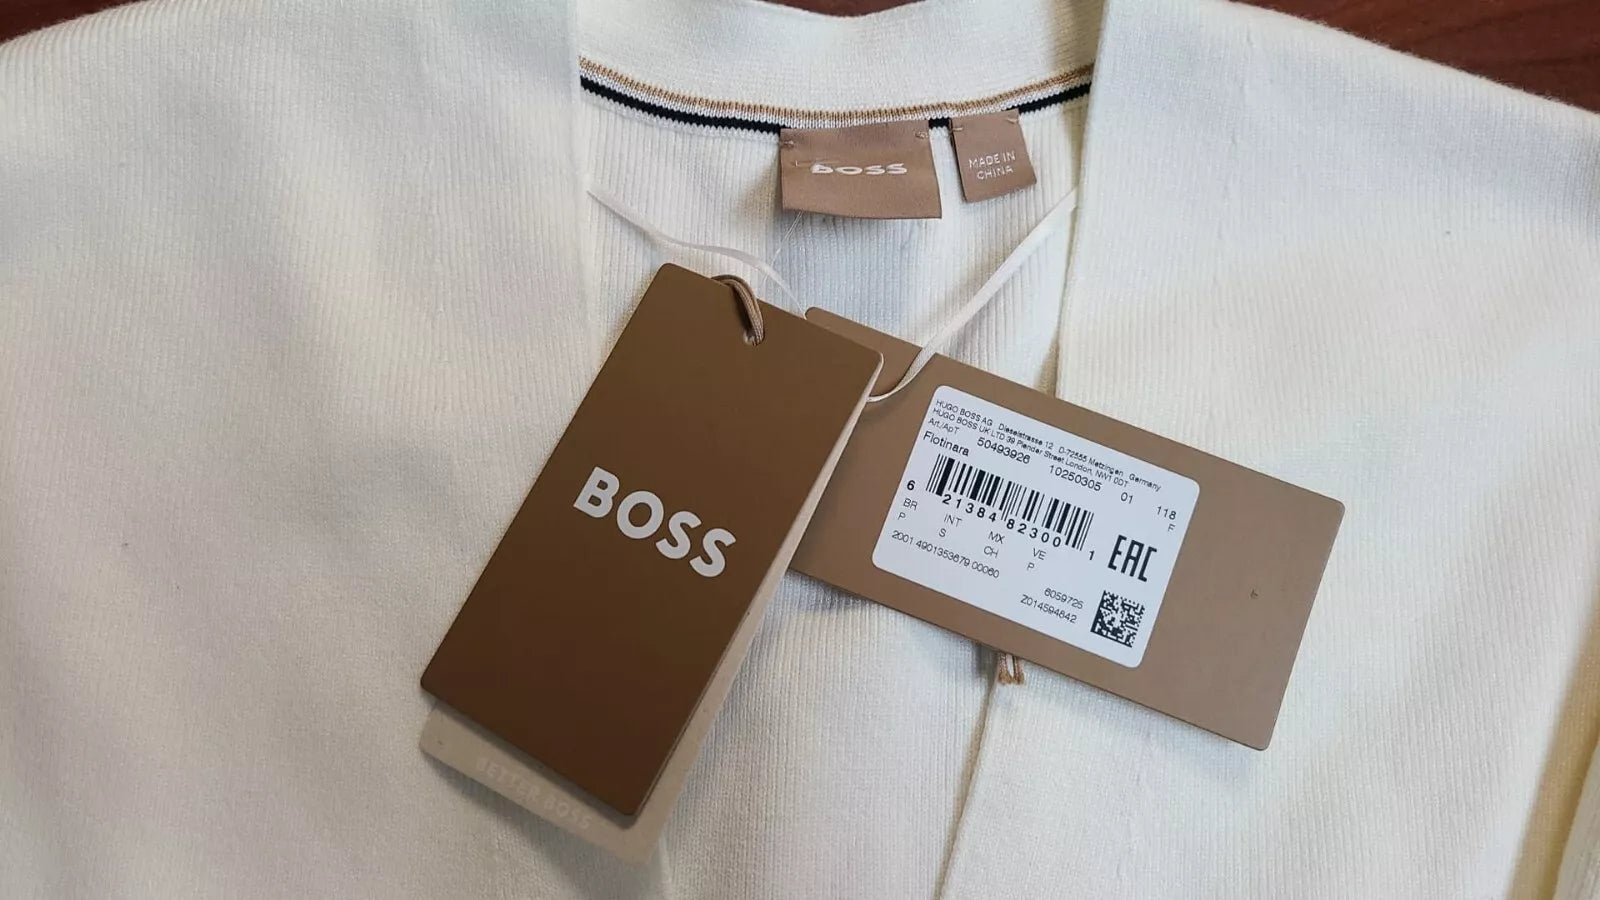 BOSS
MADE IN
CHINA
BOSS
BETTER BOSS
HUGO BOSS AG Dieselstrasse 12 D-72555 Metzingen Germany
HUGO BOSS UK LTD 39 Plender Street London, NW1 0DT
Art./АрТ 50493926 10250305 01 118
Flotinara F
6 21384 82300 1
BR INT MX VE
P S CH P
EAC
2001 4901353679 00060
6059725
Z014594642